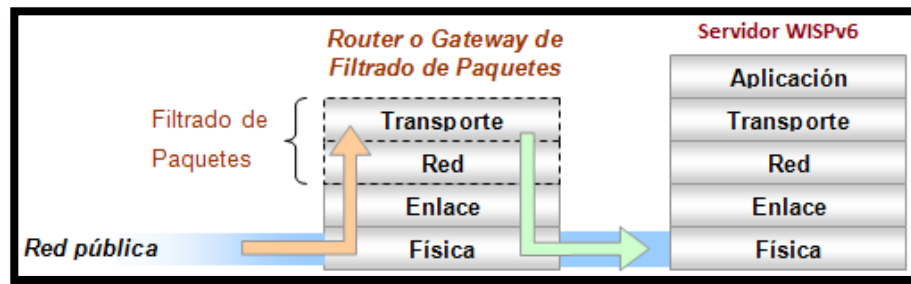 Router o Gateway de
Filtrado de Paquetes
Servidor WISPv6
Filtrado de
Paquetes
Transporte
Red
Enlace
Física
Red pública
Aplicación
Transporte
Red
Enlace
Física